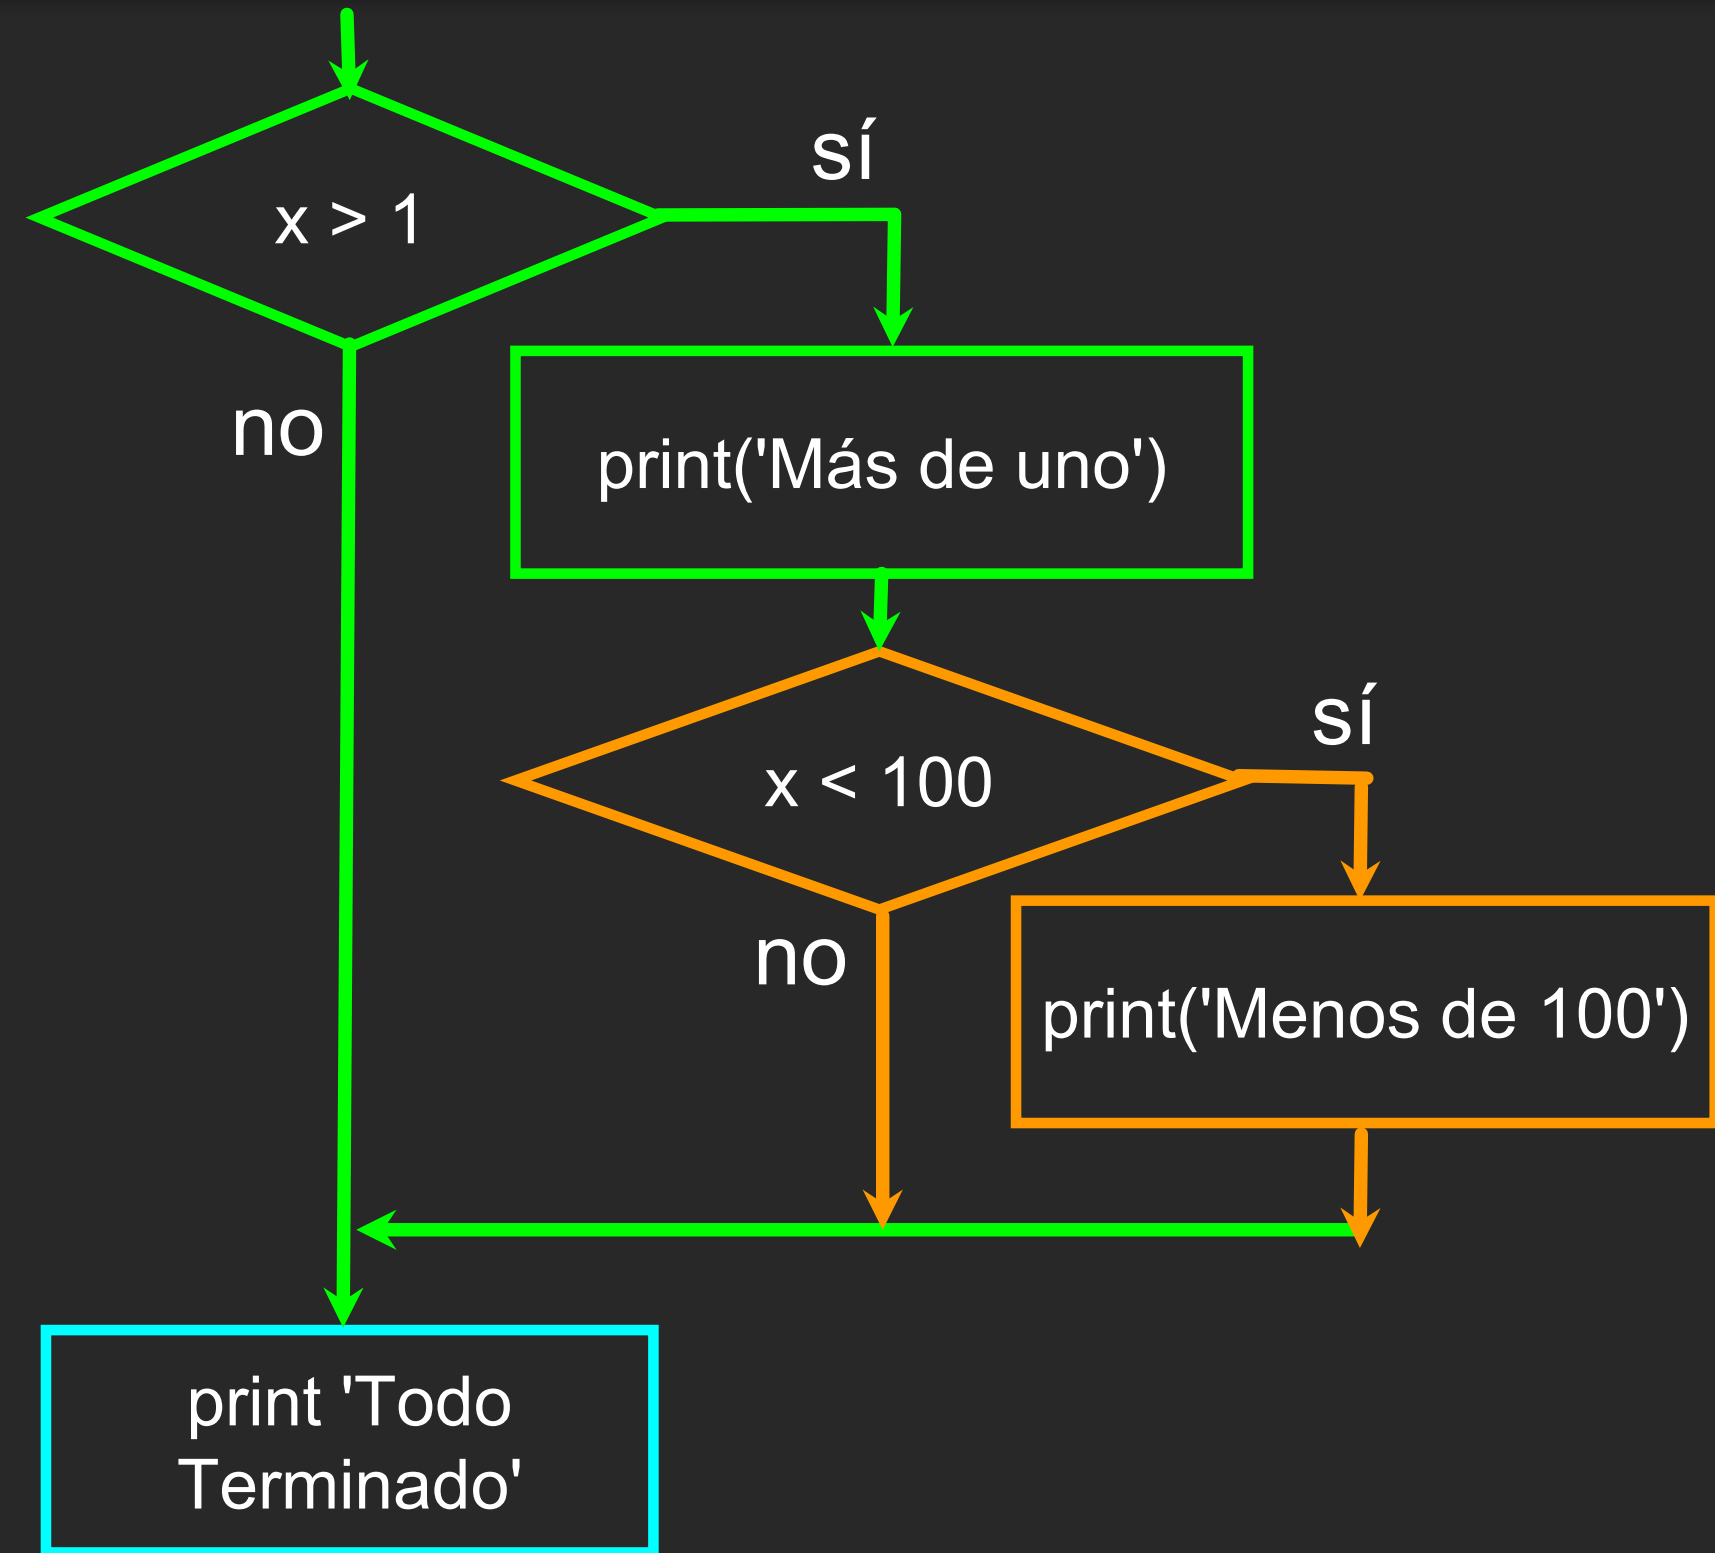 x > 1
sí
no
print('Más de uno')
x < 100
sí
no
print('Menos de 100')
print 'Todo
Terminado'